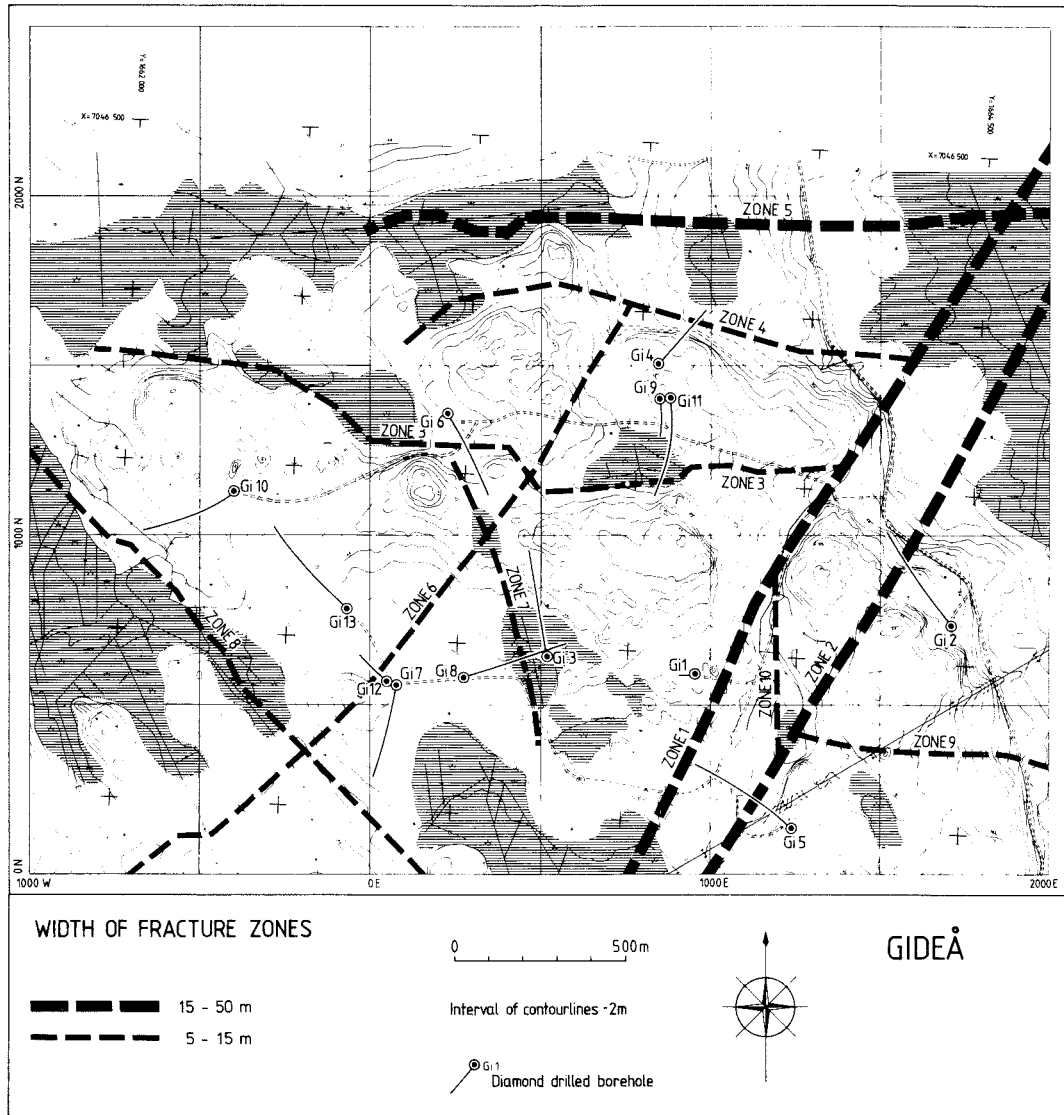 Y= 1662 000
X= 7046 500
Y= 1664 500
X= 7046 500
2000 N
ZONE 5
ZONE 4
Gi 4
Gi 9
Gi 11
Gi 6
ZONE 3
ZONE 3
Gi 10
1000 N
ZONE 6
ZONE 7
ZONE 8
Gi 13
Gi 2
Gi 3
ZONE 2
Gi 1
Gi 8
Gi 7
Gi 12
ZONE 10
ZONE 1
ZONE 9
Gi 5
0 N
1000 W
0 E
1000 E
2000 E
WIDTH OF FRACTURE ZONES
15 - 50 m
5 - 15 m
0 500 m
Interval of contourlines - 2m
Gi 1
Diamond drilled borehole
GIDEÅ